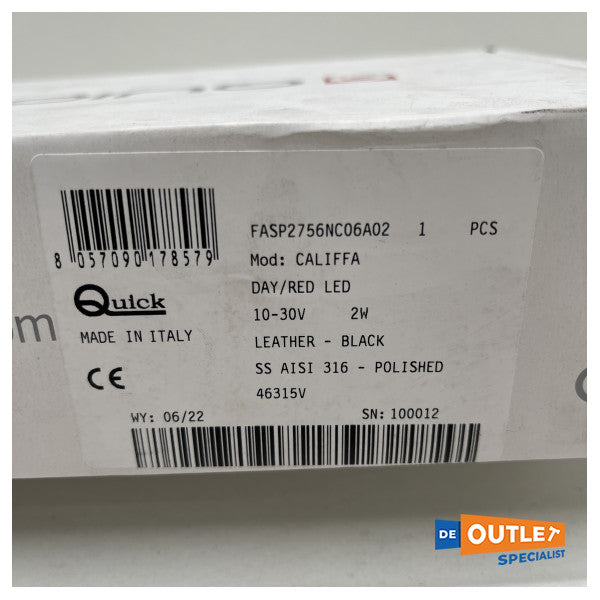 8 057090 178579
Quick
MADE IN ITALY
CE
FASP2756NC06A02 1 PCS
Mod: CALIFFA
DAY/RED LED
10-30V 2W
LEATHER - BLACK
SS AISI 316 - POLISHED
46315V
WY: 06/22 SN: 100012
om
DE OUTLET
SPECIALIST